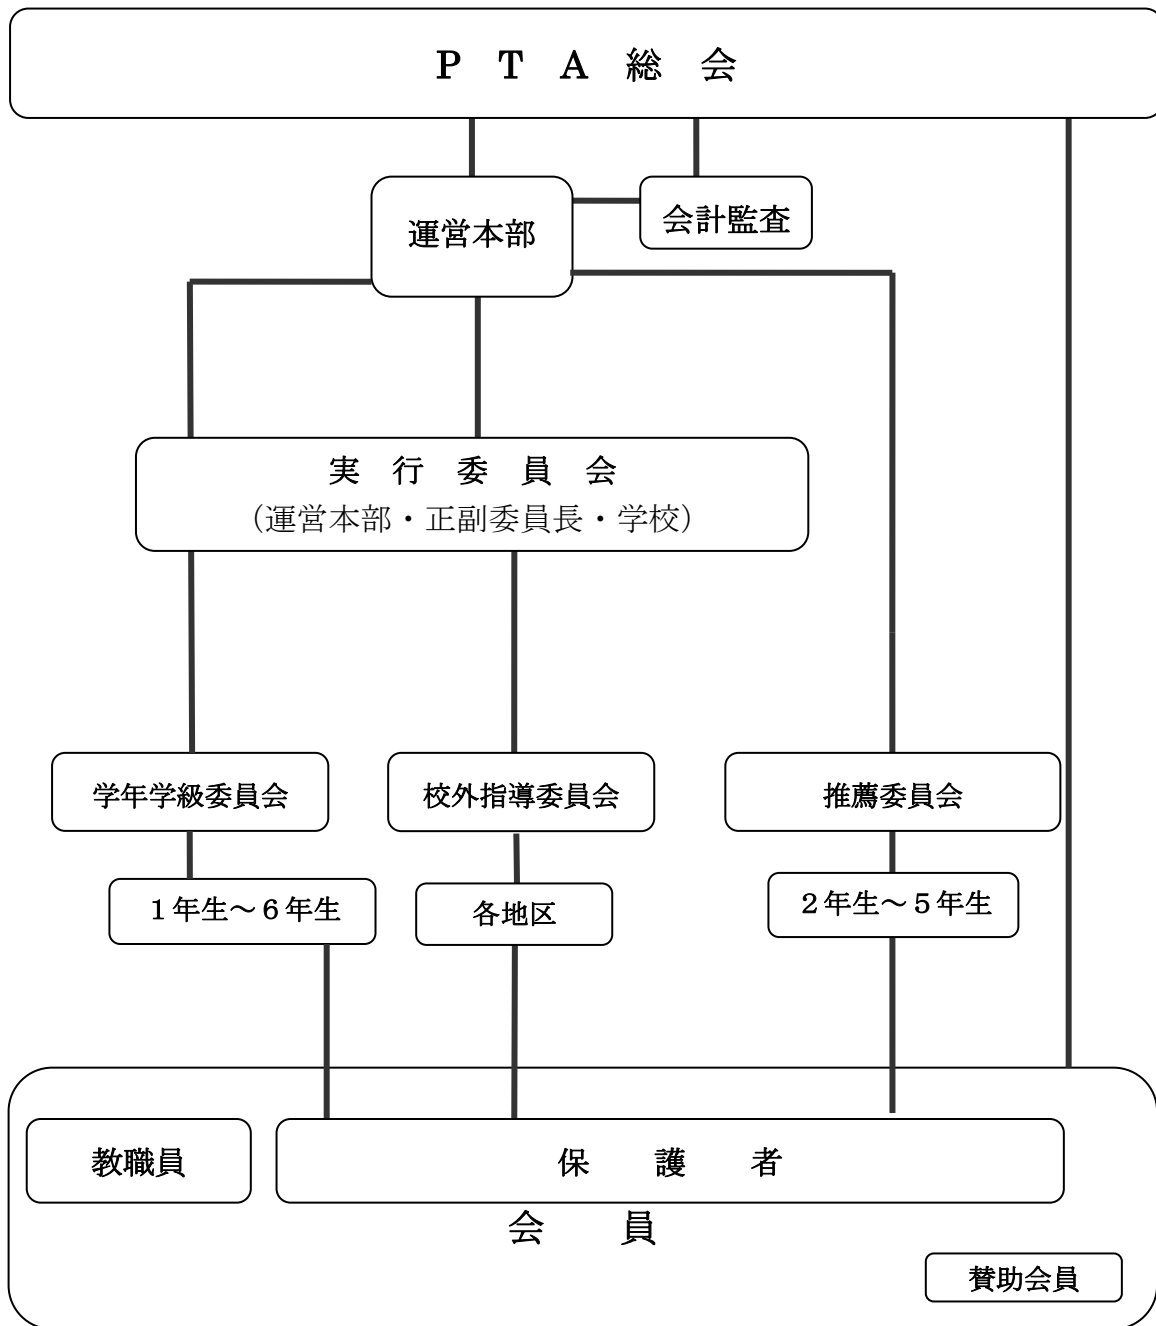 Ｐ　Ｔ　Ａ　総　会
運営本部
会計監査
実　行　委　員　会
（運営本部・正副委員長・学校）
学年学級委員会
校外指導委員会
推薦委員会
１年生～６年生
各地区
２年生～５年生
教職員
保　　護　　者
会　　員
賛助会員